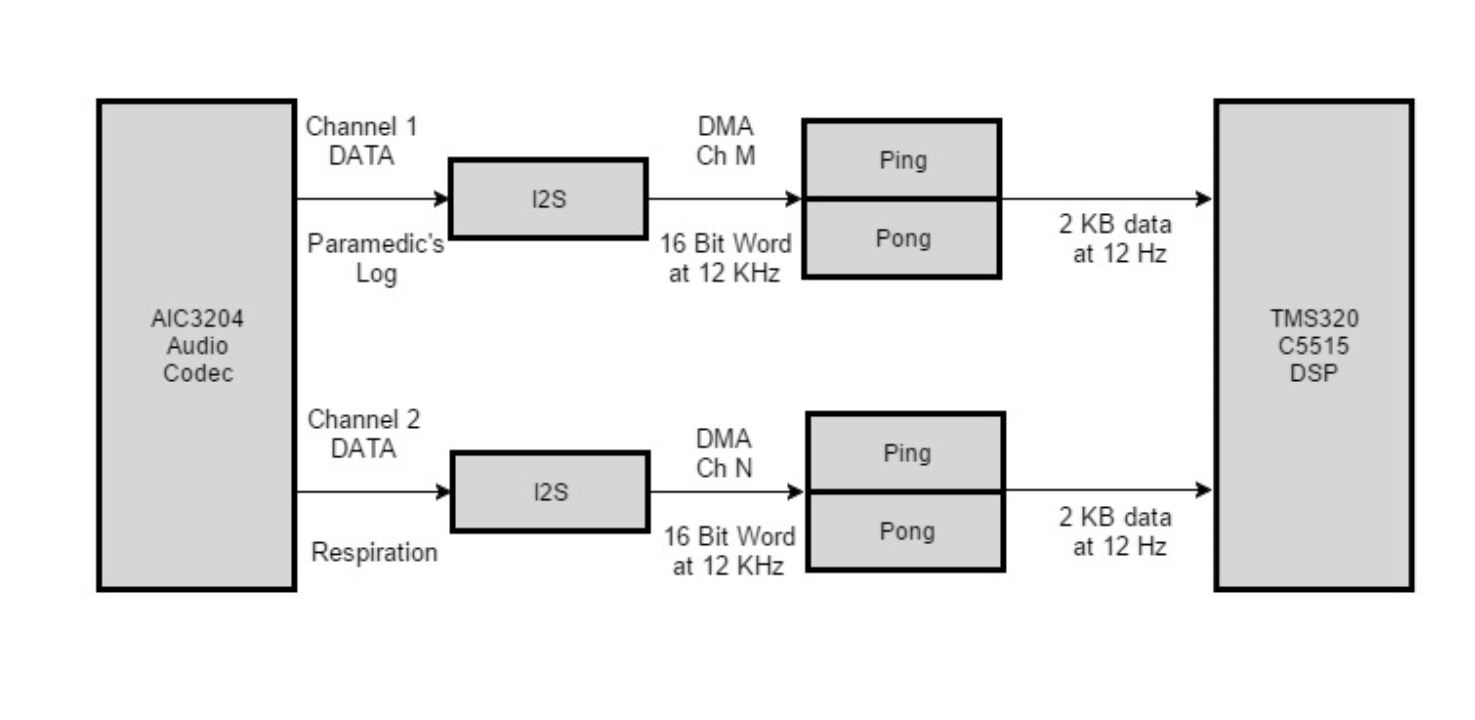 AIC3204
Audio
Codec
Channel 1
DATA
Paramedic's
Log
I2S
DMA
Ch M
16 Bit Word
at 12 KHz
Ping
Pong
2 KB data
at 12 Hz
Channel 2
DATA
Respiration
I2S
DMA
Ch N
16 Bit Word
at 12 KHz
Ping
Pong
2 KB data
at 12 Hz
TMS320
C5515
DSP